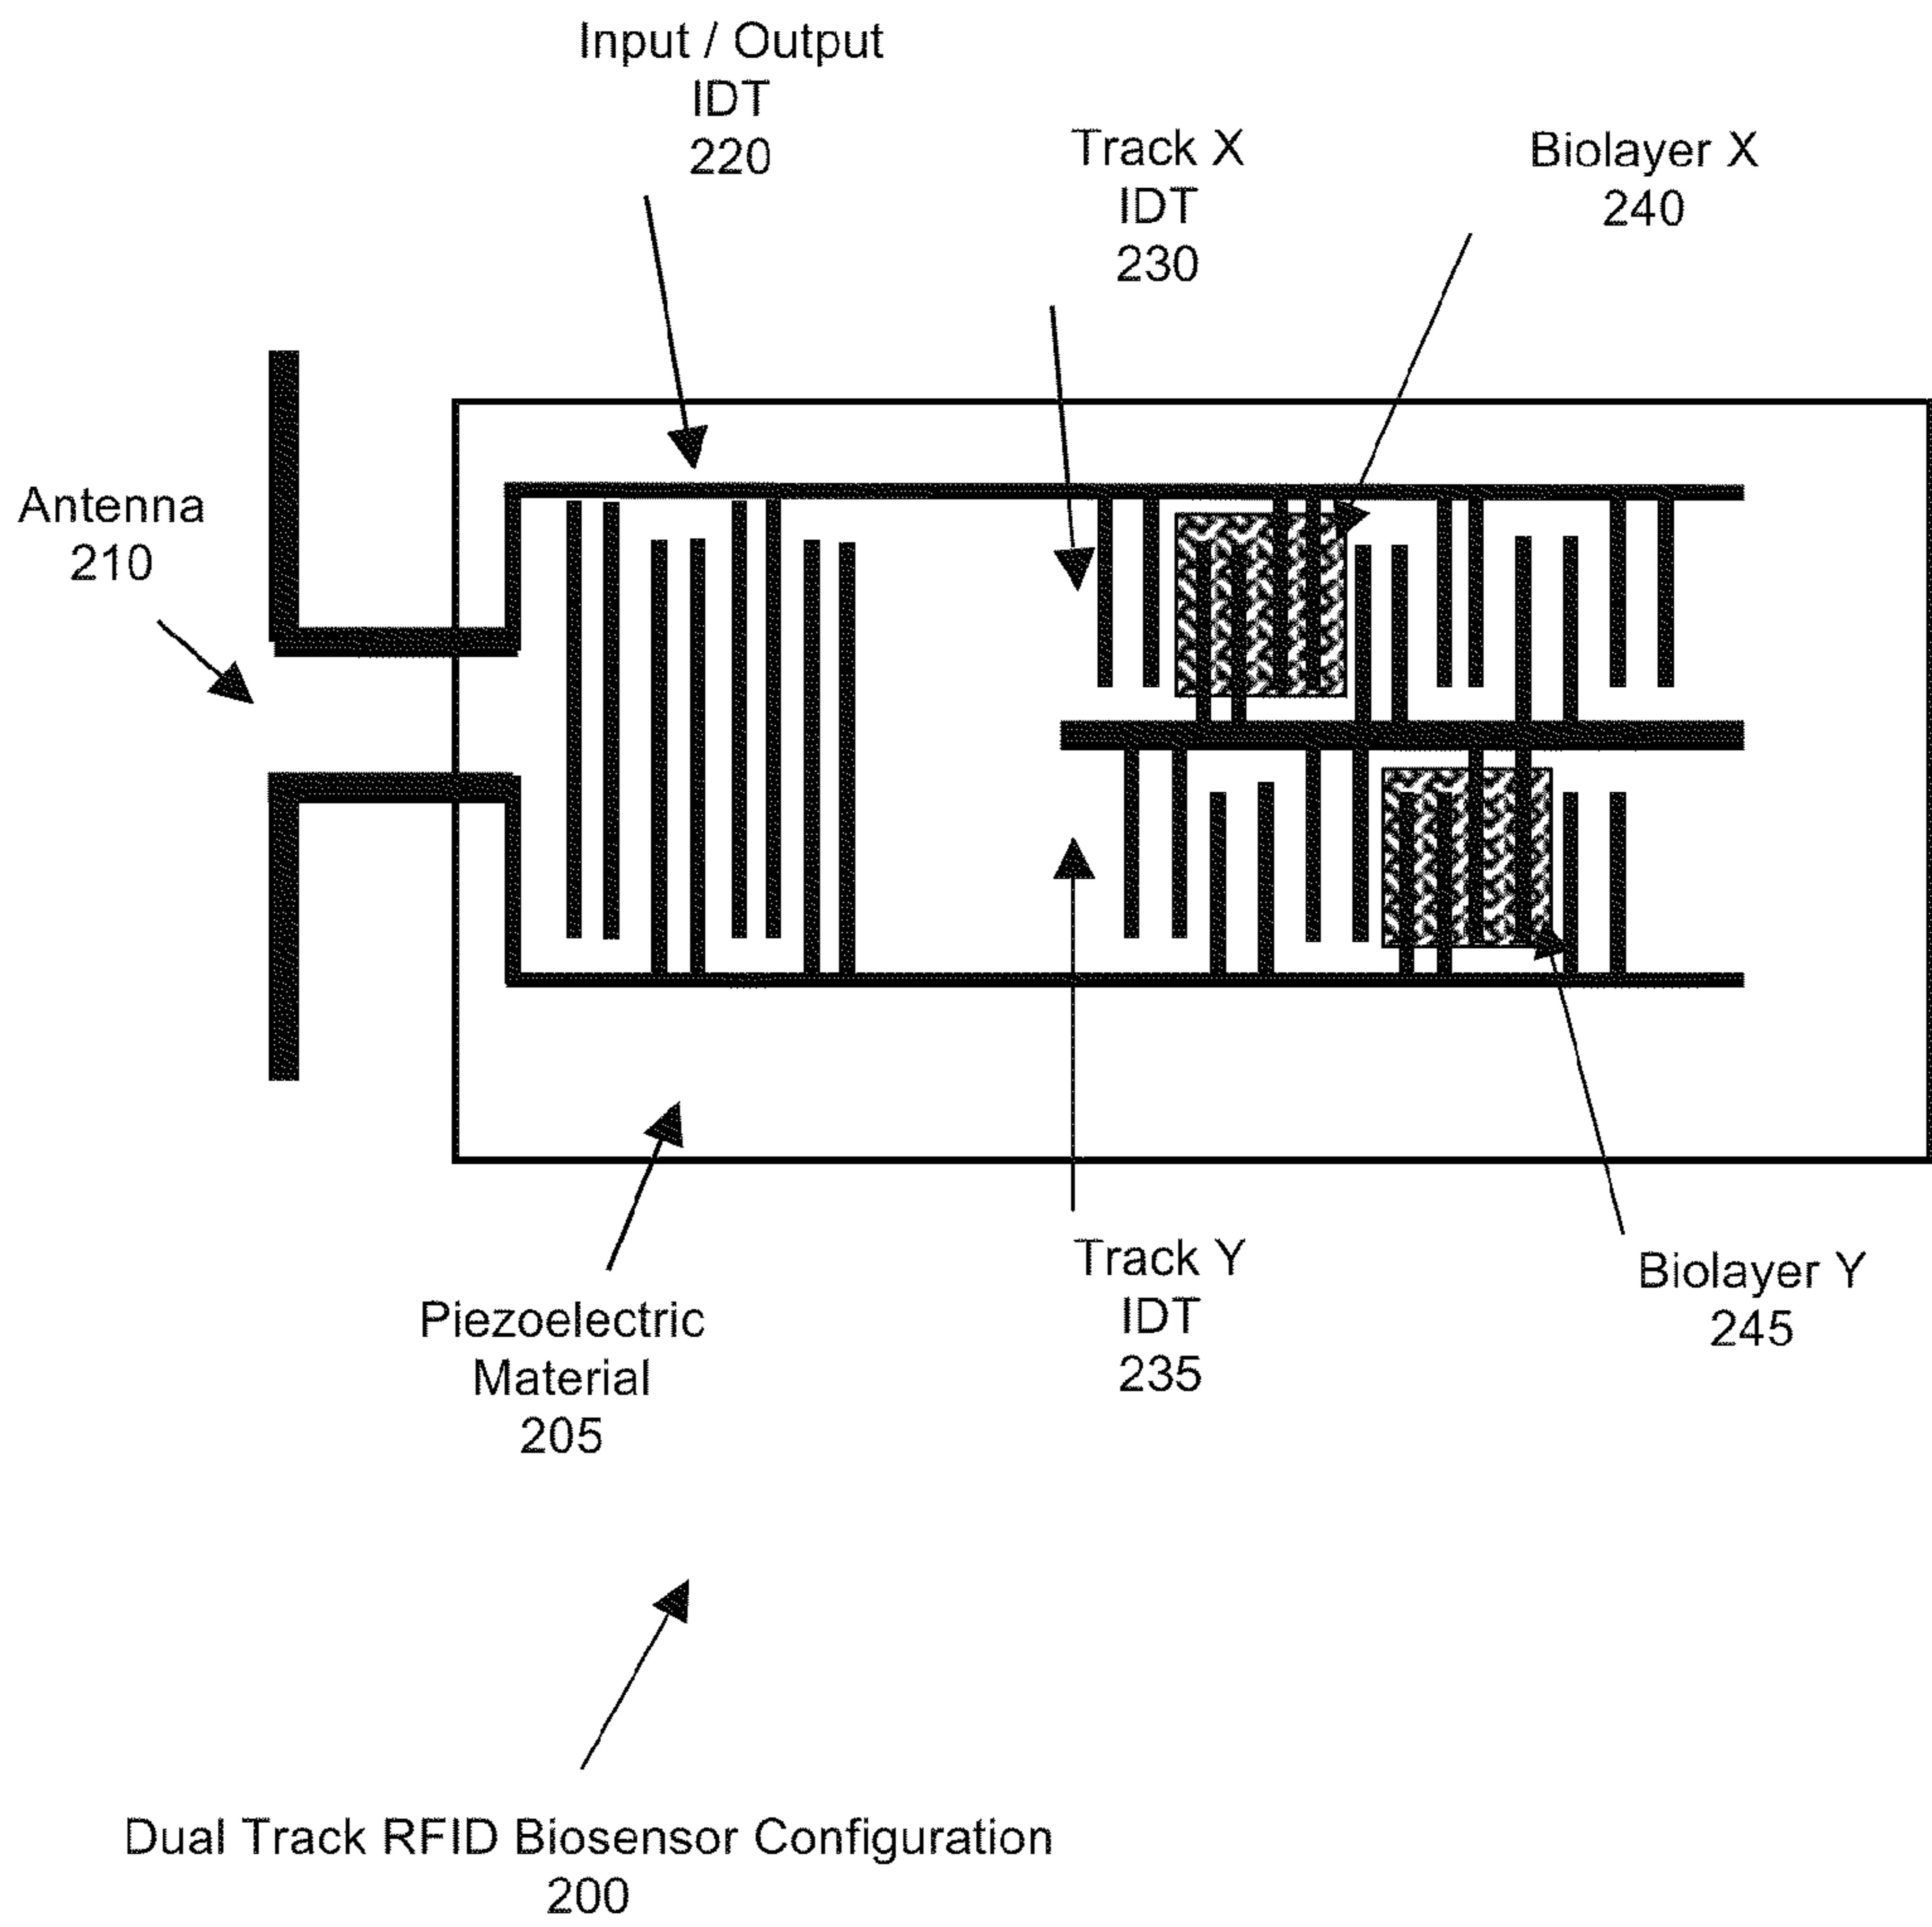 Input / Output
IDT
220
Track X
IDT
230
Biolayer X
240
Antenna
210
Piezoelectric
Material
205
Track Y
IDT
235
Biolayer Y
245
Dual Track RFID Biosensor Configuration
200